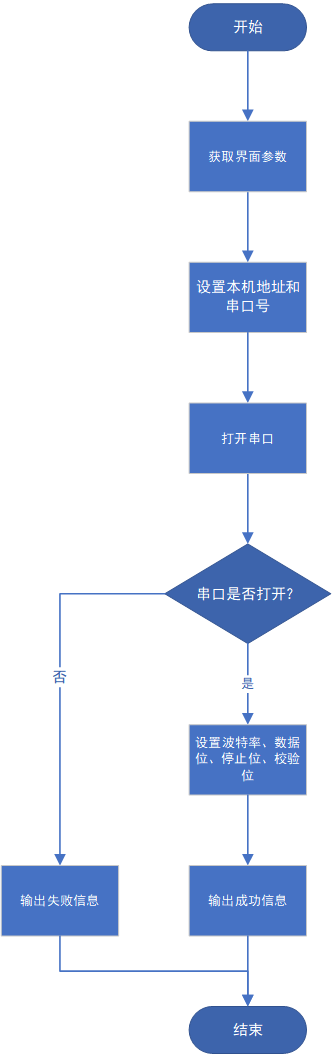 开始
获取界面参数
设置本机地址和
串口号
打开串口
串口是否打开？
否
是
设置波特率、数据
位、停止位、校验
位
输出失败信息
输出成功信息
结束